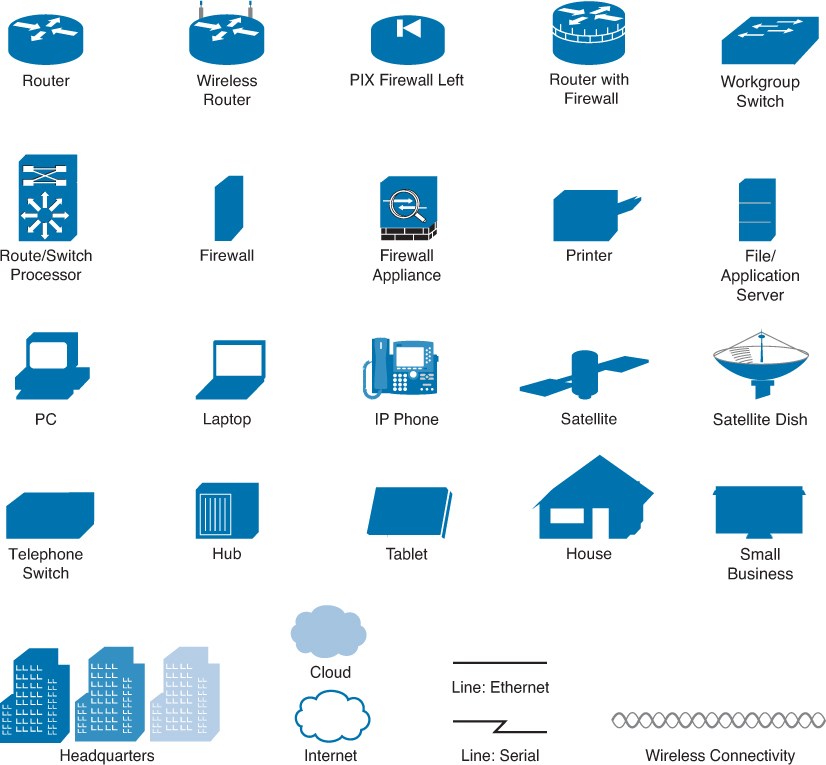 Router
Wireless
Router
PIX Firewall Left
Router with
Firewall
Workgroup
Switch
Route/Switch
Processor
Firewall
Firewall
Appliance
Printer
File/
Application
Server
PC
Laptop
IP Phone
Satellite
Satellite Dish
Telephone
Switch
Hub
Tablet
House
Small
Business
Headquarters
Cloud
Internet
Line: Ethernet
Line: Serial
Wireless Connectivity